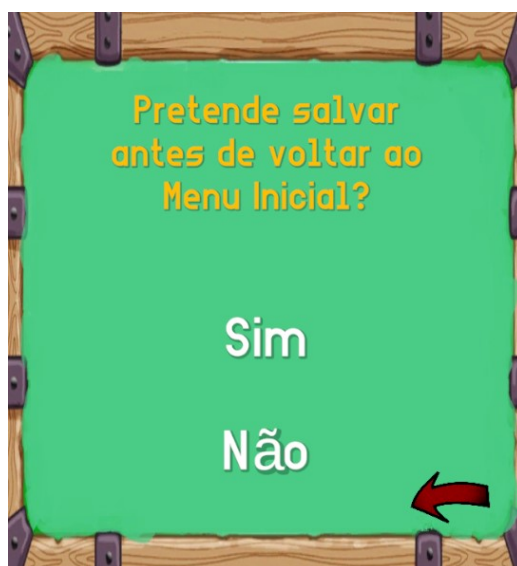 Pretende salvar
antes de voltar ao
Menu Inicial?
Sim
Não